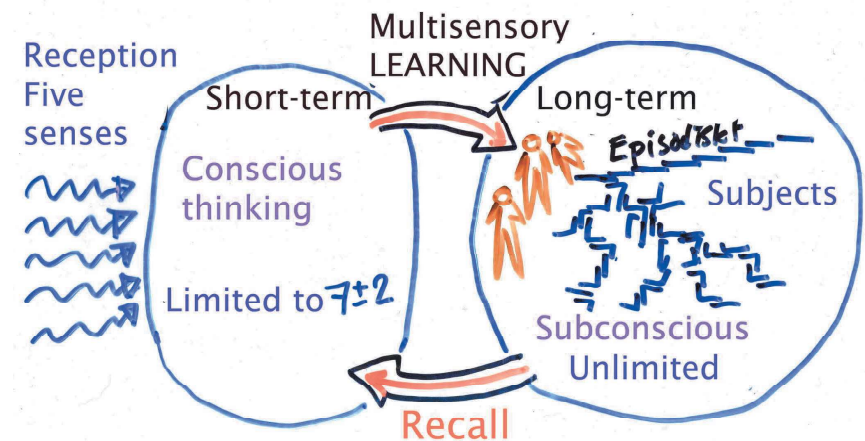 Reception
Five
senses
Multisensory
LEARNING
Short-term
Long-term
Conscious
thinking
Limited to 7±2
Episodiskt
Subjects
Subconscious
Unlimited
Recall